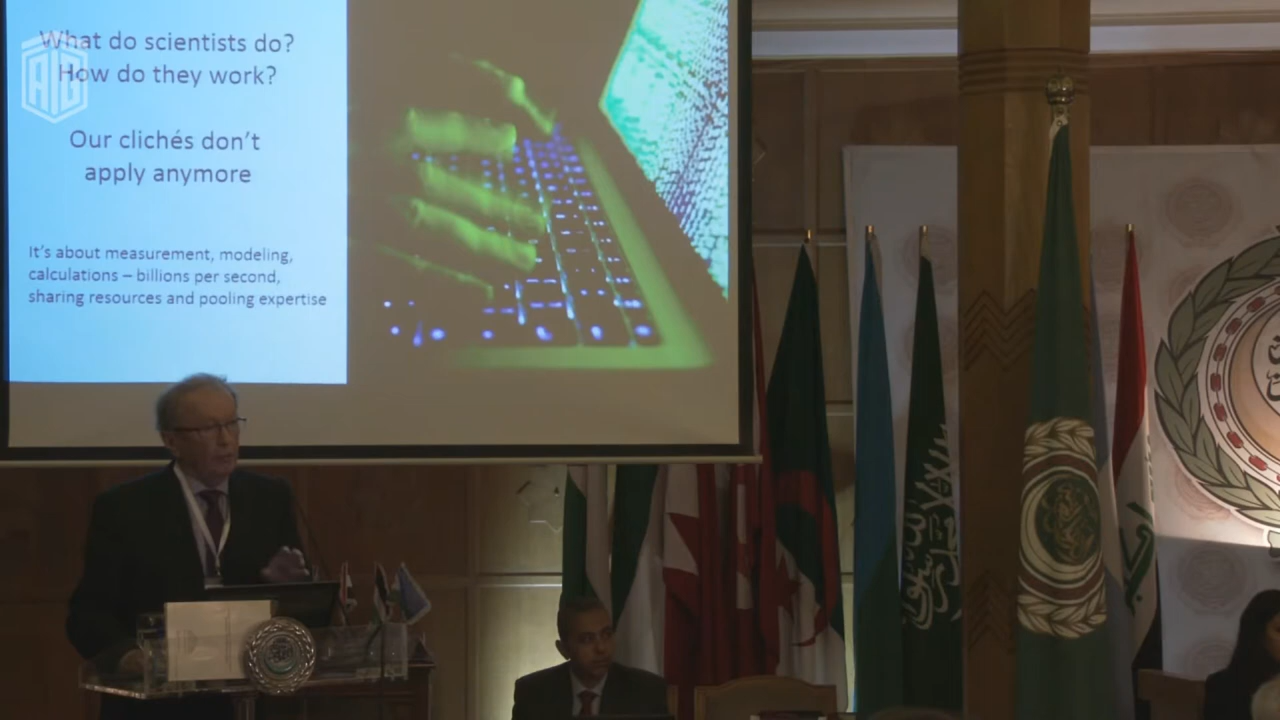 What do scientists do?
How do they work?
Our clichés don't
apply anymore
It's about measurement, modeling,
calculations – billions per second,
sharing resources and pooling expertise
ATG